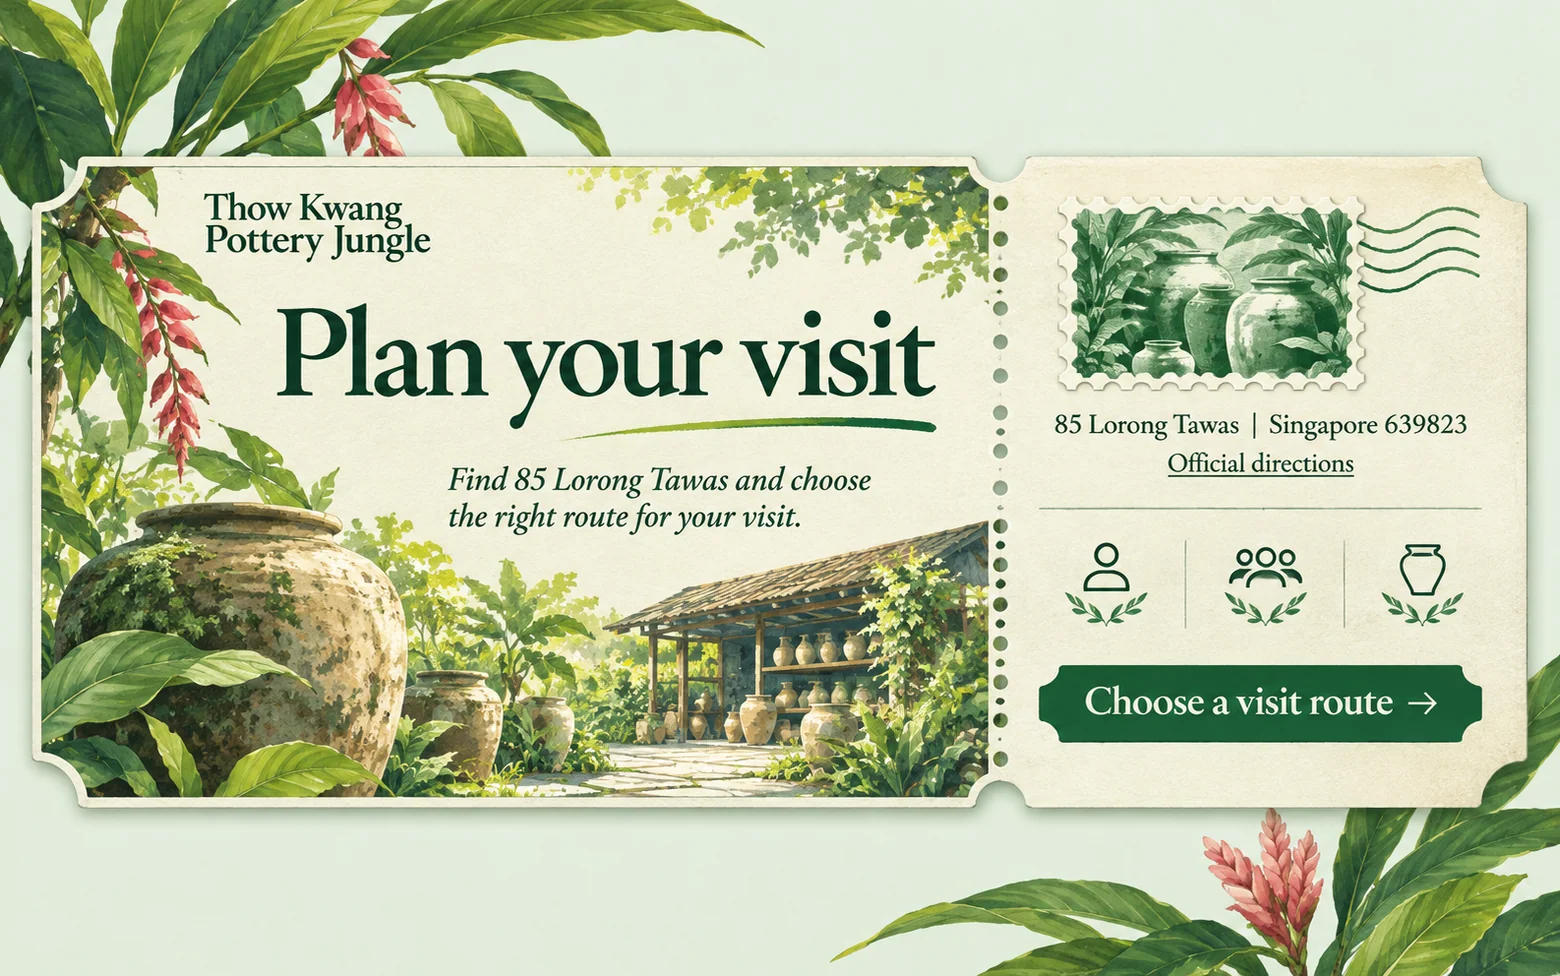 Thow Kwang
Pottery Jungle
Plan your visit
Find 85 Lorong Tawas and choose
the right route for your visit.
85 Lorong Tawas | Singapore 639823
Official directions
Choose a visit route →